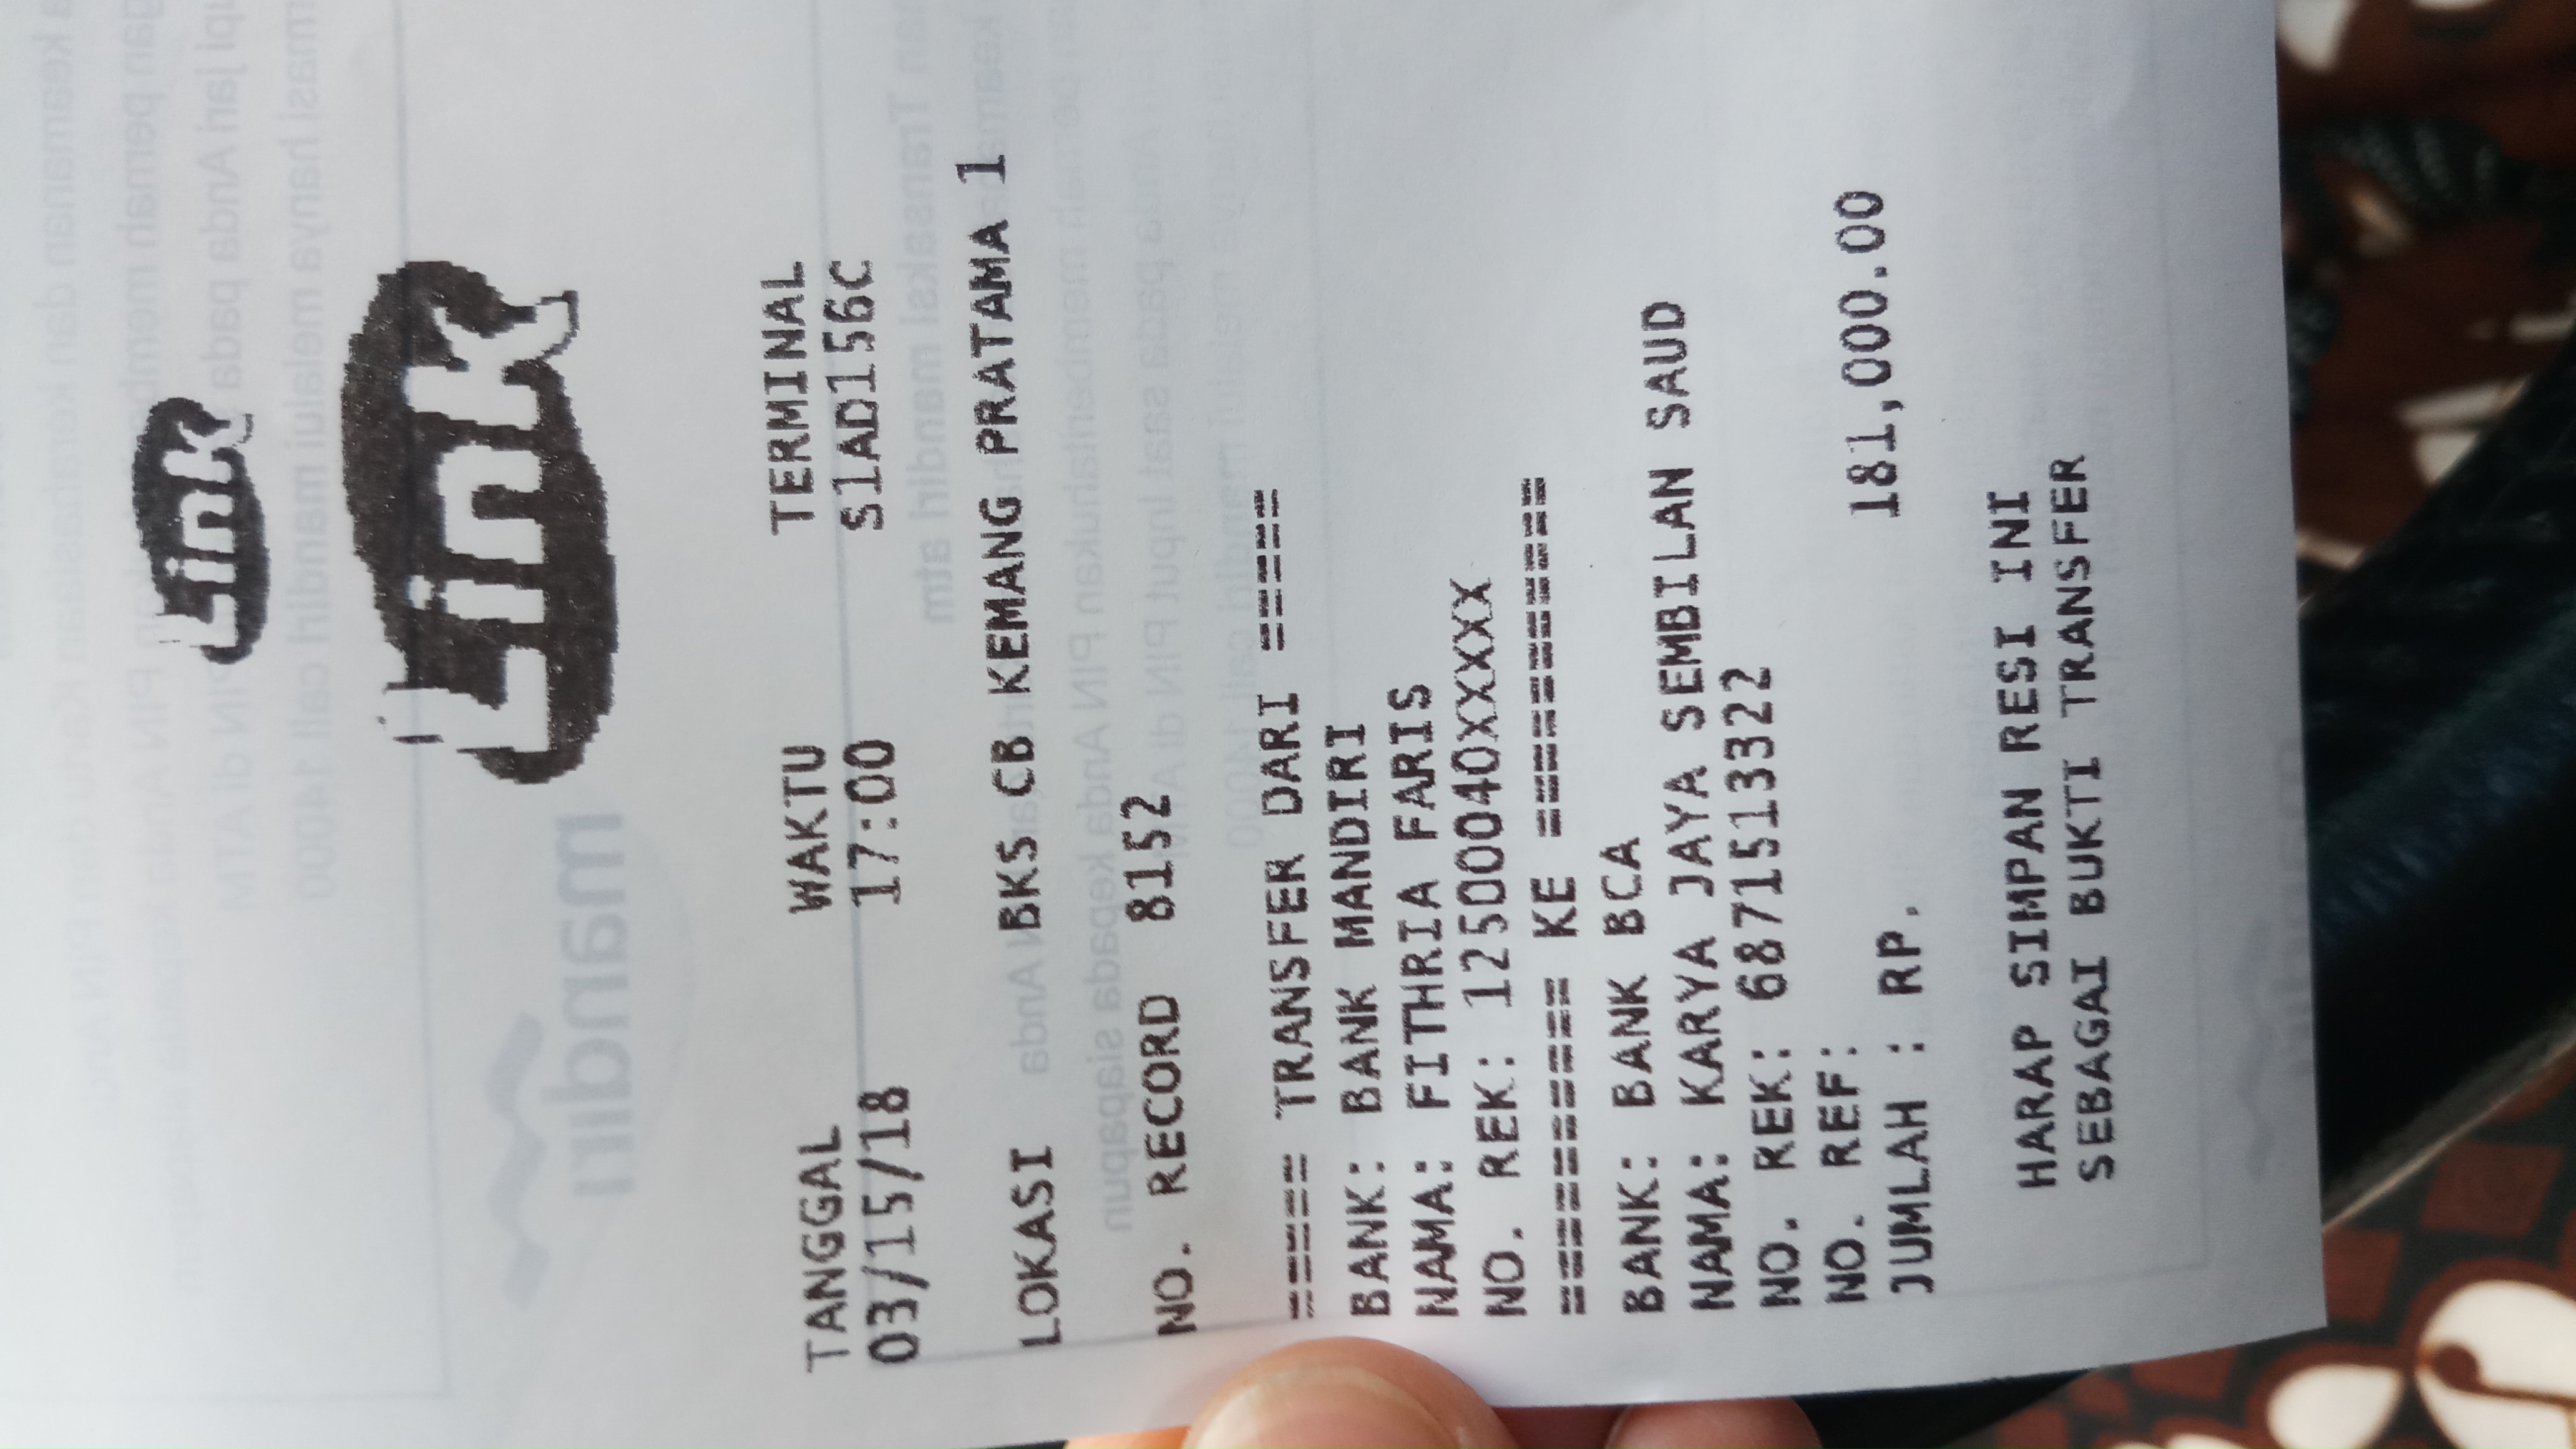 Link
Link
TANGGAL WAKTU TERMINAL
03/15/18 17:00 S1AD156C
LOKASI BKS CB KEMANG PRATAMA 1
NO. RECORD 8152
===== TRANSFER DARI =====
BANK: BANK MANDIRI
NAMA: FITHRIA FARIS
NO. REK: 12500040XXXXX
========== KE ===========
BANK: BANK BCA
NAMA: KARYA JAYA SEMBILAN SAUD
NO. REK: 6871513322
NO. REF:
JUMLAH : RP. 181,000.00
HARAP SIMPAN RESI INI
SEBAGAI BUKTI TRANSFER